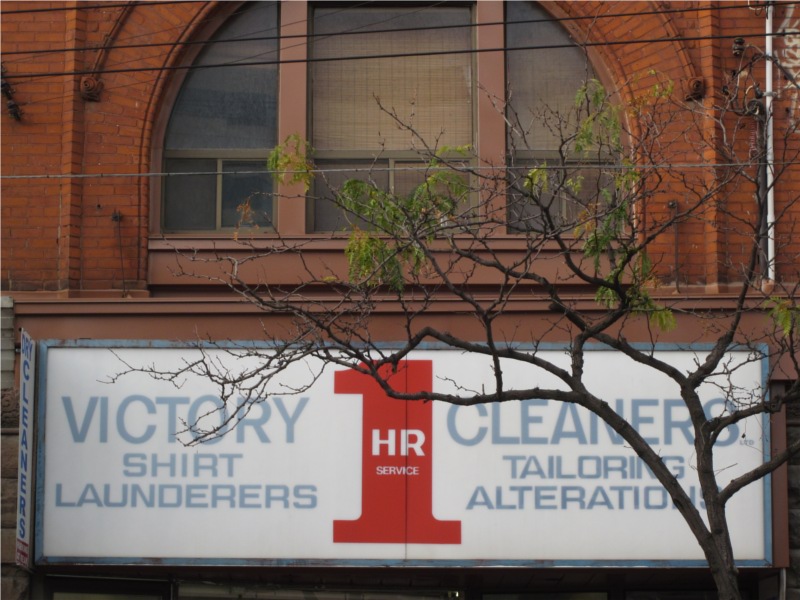 VICTORY 1 CLEANERS
HR
SERVICE
SHIRT
LAUNDERERS
TAILORING
ALTERATIONS
CLEANERS